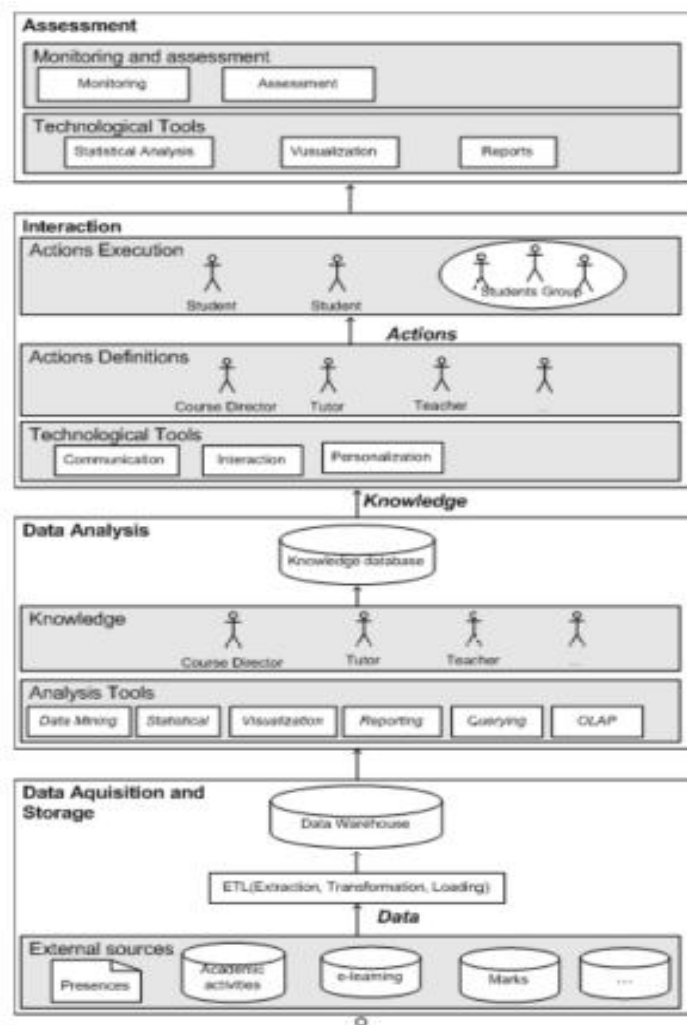 Assessment
Monitoring and assessment
Monitoring Assessment
Technological Tools
Statistical Analysis Vusualization Reports
Interaction
Actions Execution
Student Student Students Group
Actions
Actions Definitions
Course Director Tutor Teacher ...
Technological Tools
Communication Interaction Personalization
Knowledge
Data Analysis
Knowledge database
Knowledge
Course Director Tutor Teacher ...
Analysis Tools
Data Mining Statistical Visualization Reporting Querying OLAP
Data Aquisition and
Storage
Data Warehouse
ETL(Extraction, Transformation, Loading)
Data
External sources
Presences Academic activities e-learning Marks ...